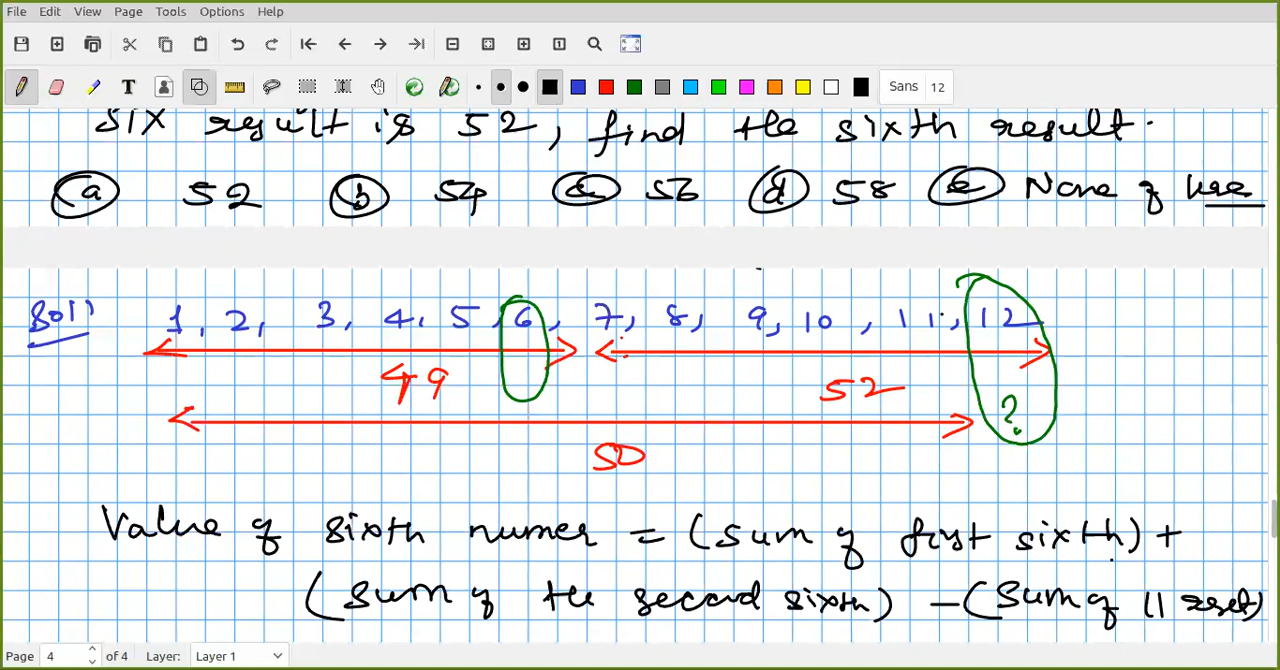 File Edit View Page Tools Options Help
Sans 12
six result is 52, find the sixth result.
(a) 52 (b) 54 (c) 56 (d) 58 (e) None of
Soln 1, 2, 3, 4, 5, 6, 7, 8, 9, 10, 11, 12
49 52 ?
50
Value of sixth numer = (sum of first sixth) +
(sum of the second sixth) - (sum of 11
Page 4 of 4 Layer: Layer 1